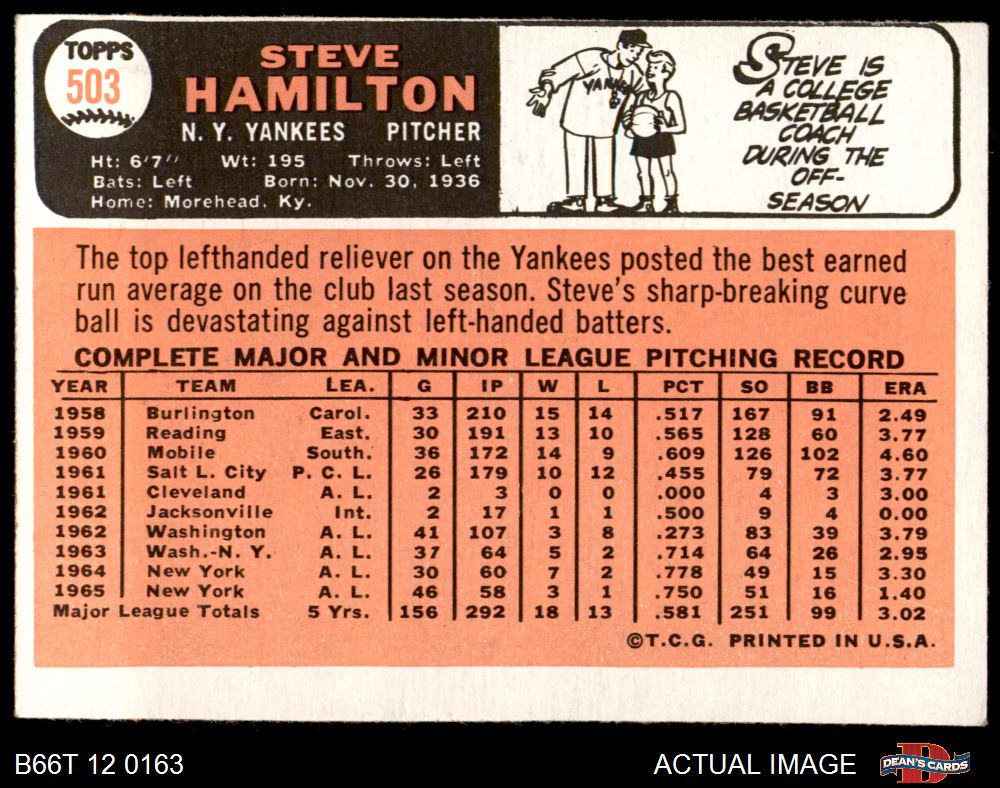 TOPPS
503
STEVE
HAMILTON
N. Y. YANKEES PITCHER
Ht: 6'7" Wt: 195 Throws: Left
Bats: Left Born: Nov. 30, 1936
Home: Morehead, Ky.
YANK
STEVE IS
A COLLEGE
BASKETBALL
COACH
DURING THE
OFF-
SEASON
The top lefthanded reliever on the Yankees posted the best earned
run average on the club last season. Steve's sharp-breaking curve
ball is devastating against left-handed batters.
COMPLETE MAJOR AND MINOR LEAGUE PITCHING RECORD
YEAR TEAM LEA. G IP W L PCT SO BB ERA
1958 Burlington Carol. 33 210 15 14 .517 167 91 2.49
1959 Reading East. 30 191 13 10 .565 128 60 3.77
1960 Mobile South. 36 172 14 9 .609 126 102 4.60
1961 Salt L. City P. C. L. 26 179 10 12 .455 79 72 3.77
1961 Cleveland A. L. 2 3 0 0 .000 4 3 3.00
1962 Jacksonville Int. 2 17 1 1 .500 9 4 0.00
1962 Washington A. L. 41 107 3 8 .273 83 39 3.79
1963 Wash.-N. Y. A. L. 37 64 5 2 .714 64 26 2.95
1964 New York A. L. 30 60 7 2 .778 49 15 3.30
1965 New York A. L. 46 58 3 1 .750 51 16 1.40
Major League Totals 5 Yrs. 156 292 18 13 .581 251 99 3.02
©T.C.G. PRINTED IN U.S.A.
B66T 12 0163 ACTUAL IMAGE DEAN'S CARDS